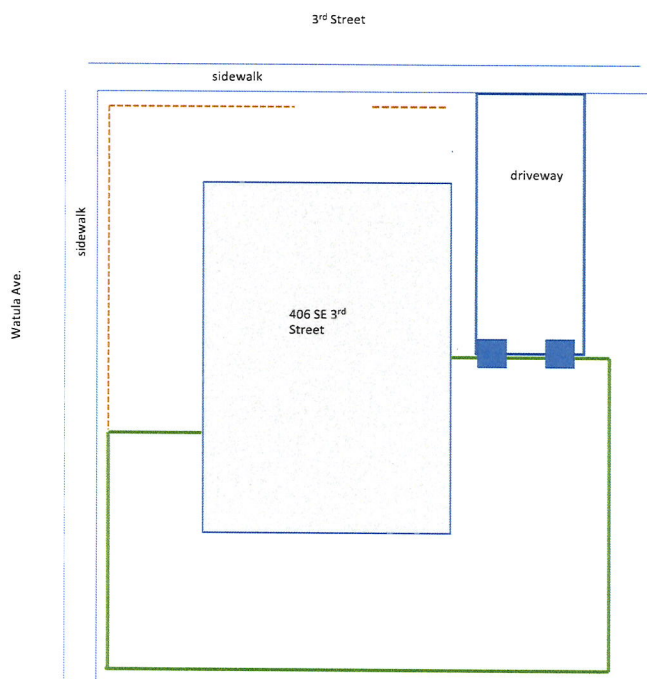 3rd Street
sidewalk
driveway
sidewalk
Watula Ave.
406 SE 3rd
Street